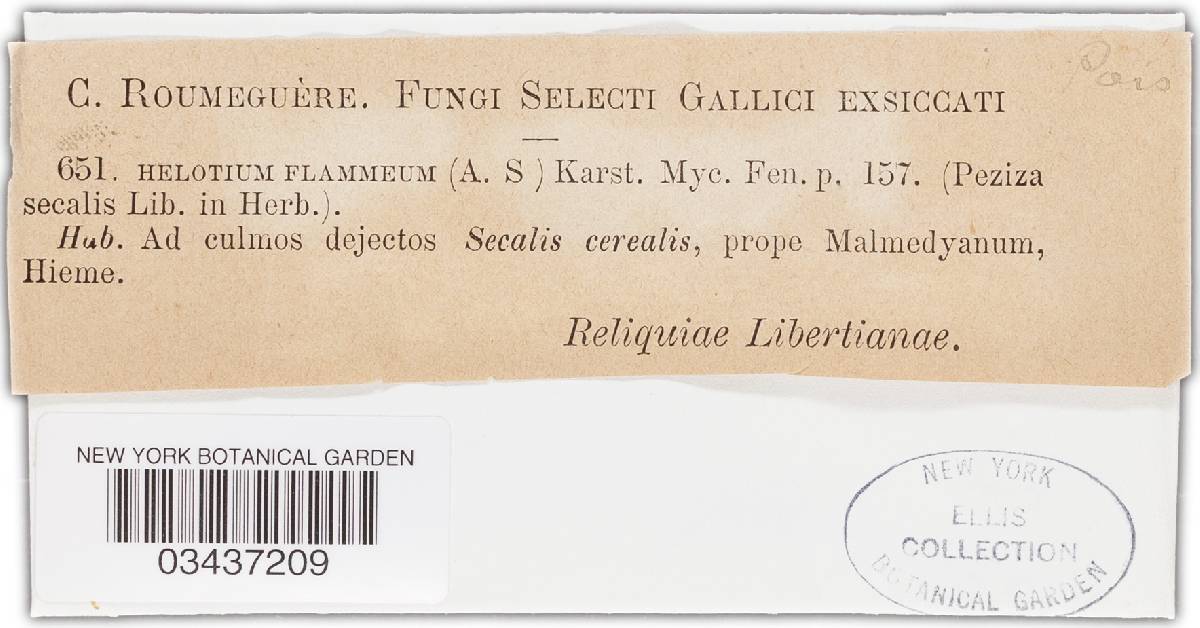 C. ROUMEGUÈRE. FUNGI SELECTI GALLICI EXSICCATI
651. HELOTIUM FLAMMEUM (A. S ) Karst. Myc. Fen. p. 157. (Peziza
secalis Lib. in Herb.).
Hab. Ad culmos dejectos Secalis cerealis, prope Malmedyanum,
Hieme.
Reliquiae Libertianae.
NEW YORK BOTANICAL GARDEN
03437209
NEW YORK
ELLIS
COLLECTION
BOTANICAL GARDEN